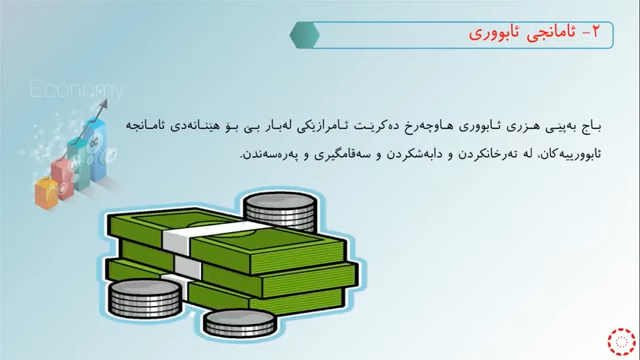 ٢- ئامانجی ئابووری
Economy
باج بەپێی هزری ئابووری هاوچەرخ دەکرێت ئامرازێکی لەبار بێ بۆ هێنانەدی ئامانجە
ئابوورییەکان، لە تەرخانکردن و دابەشکردن و سەقامگیری و پەرەسەندن.